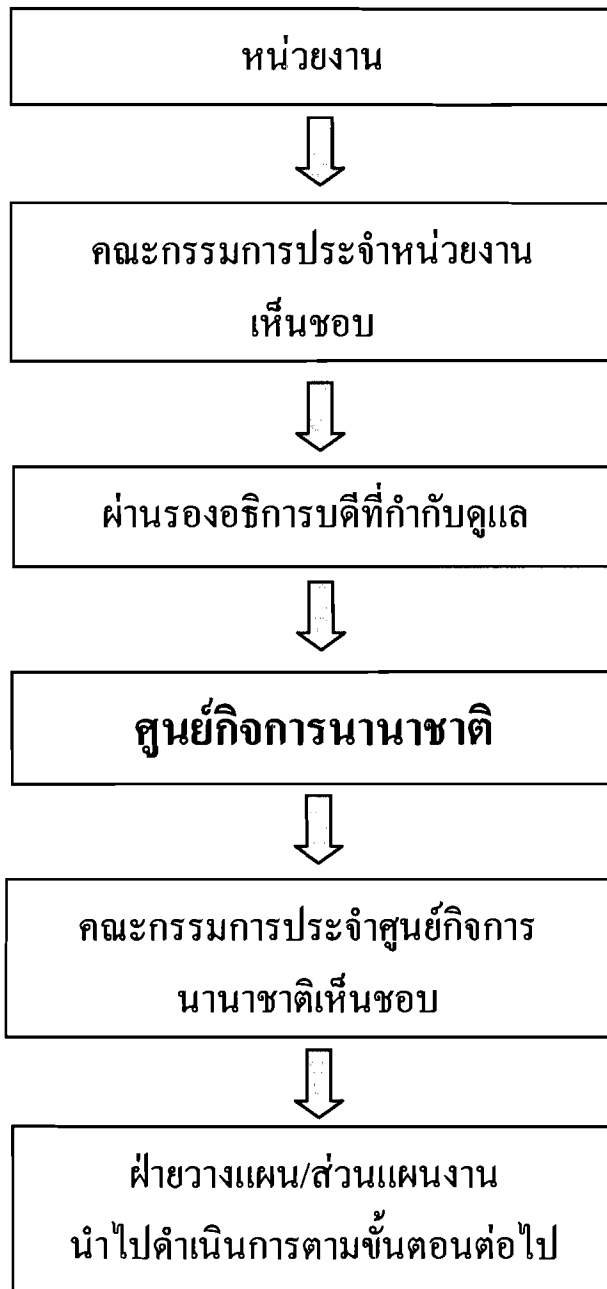 หน่วยงาน
คณะกรรมการประจำหน่วยงาน
เห็นชอบ
ผ่านรองอธิการบดีที่กำกับดูแล
ศูนย์กิจการนานาชาติ
คณะกรรมการประจำศูนย์กิจการ
นานาชาติเห็นชอบ
ฝ่ายวางแผน/ส่วนแผนงาน
นำไปดำเนินการตามขั้นตอนต่อไป